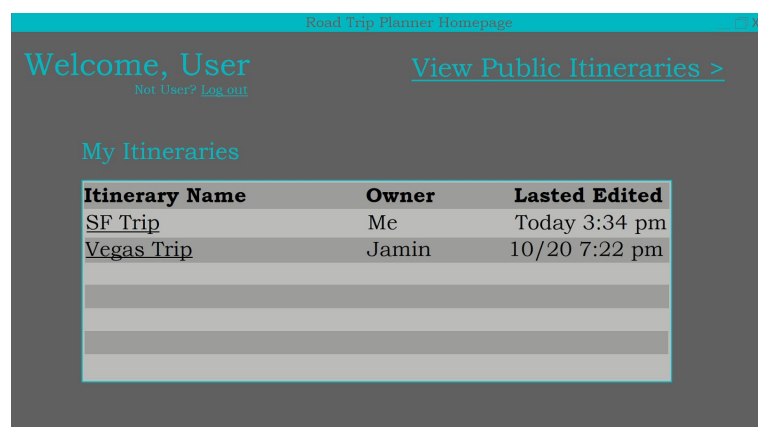 Road Trip Planner Homepage X
Welcome, User
View Public Itineraries >
Not User? Log out
My Itineraries
Itinerary Name Owner Lasted Edited
SF Trip Me Today 3:34 pm
Vegas Trip Jamin 10/20 7:22 pm